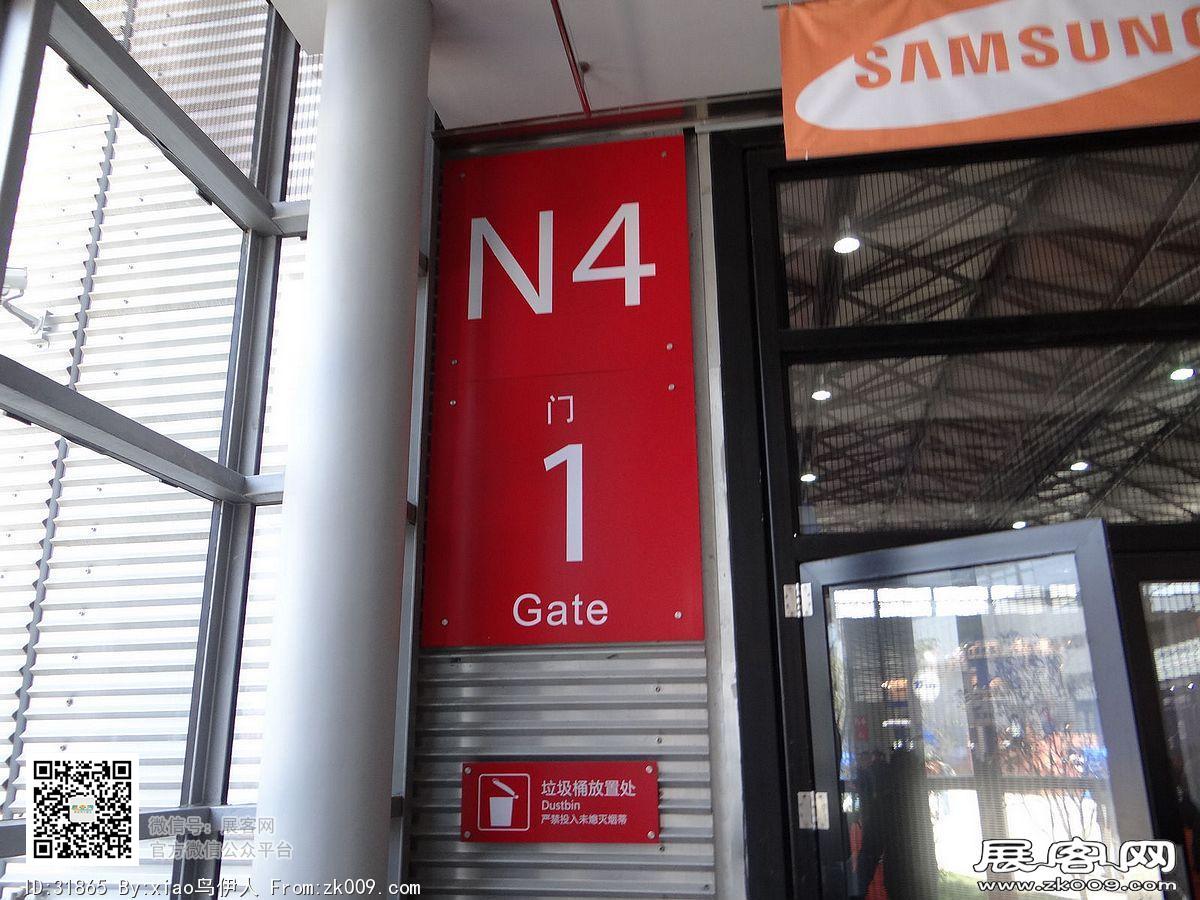 SAMSUNG
N4
门
1
Gate
垃圾桶放置处
Dustbin
严禁投入未熄灭烟蒂
微信号：展客网
官方微信公众平台
ID:31865 By:xiao鸟伊人 From:zk009.com
展客网
www.zk009.com